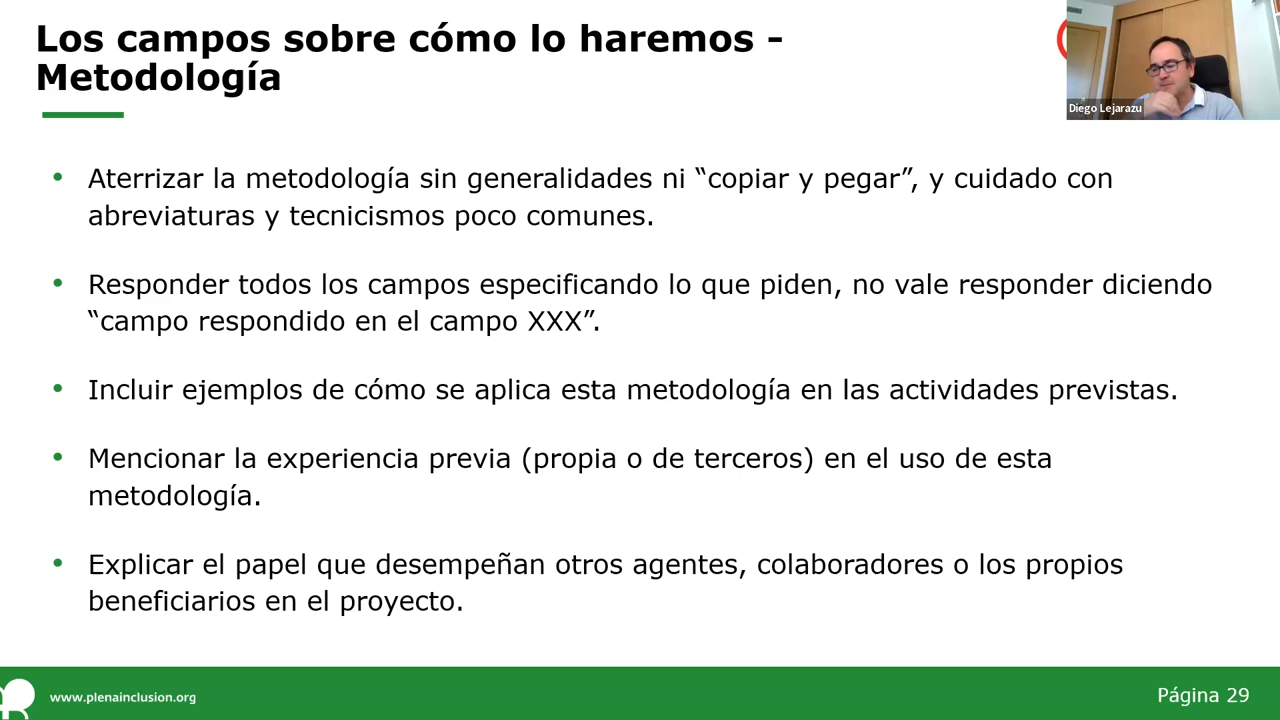 Los campos sobre cómo lo haremos -
Metodología
Diego Lejarazu
• Aterrizar la metodología sin generalidades ni “copiar y pegar”, y cuidado con
abreviaturas y tecnicismos poco comunes.
• Responder todos los campos especificando lo que piden, no vale responder diciendo
“campo respondido en el campo XXX”.
• Incluir ejemplos de cómo se aplica esta metodología en las actividades previstas.
• Mencionar la experiencia previa (propia o de terceros) en el uso de esta
metodología.
• Explicar el papel que desempeñan otros agentes, colaboradores o los propios
beneficiarios en el proyecto.
www.plenainclusion.org
Página 29